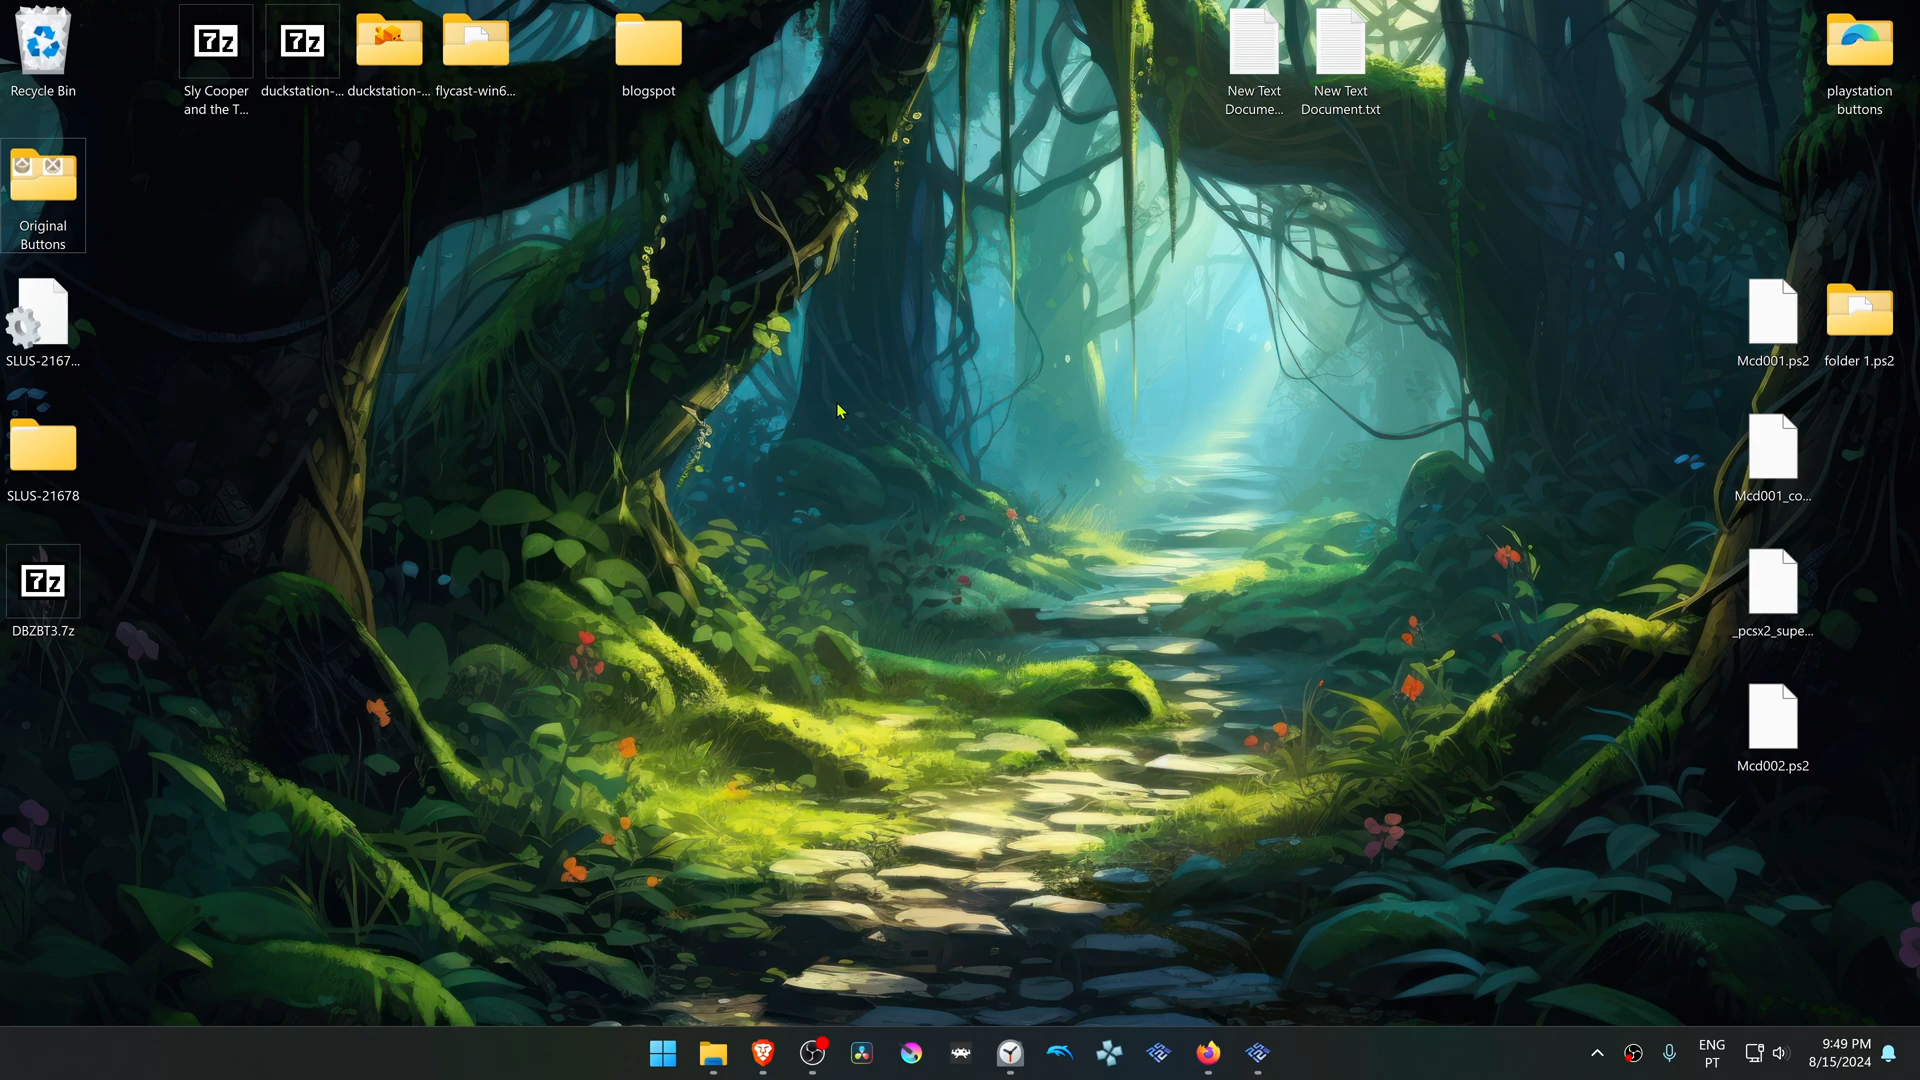 Recycle Bin
7z
Sly Cooper
and the T...
7z
duckstation-...
duckstation-...
flycast-win6...
blogspot
New Text
Docume...
New Text
Document.txt
playstation
buttons
Original
Buttons
SLUS-2167...
Mcd001.ps2
folder 1.ps2
SLUS-21678
Mcd001_co...
7z
DBZBT3.7z
_pcsx2_supe...
Mcd002.ps2
ENG
PT
9:49 PM
8/15/2024